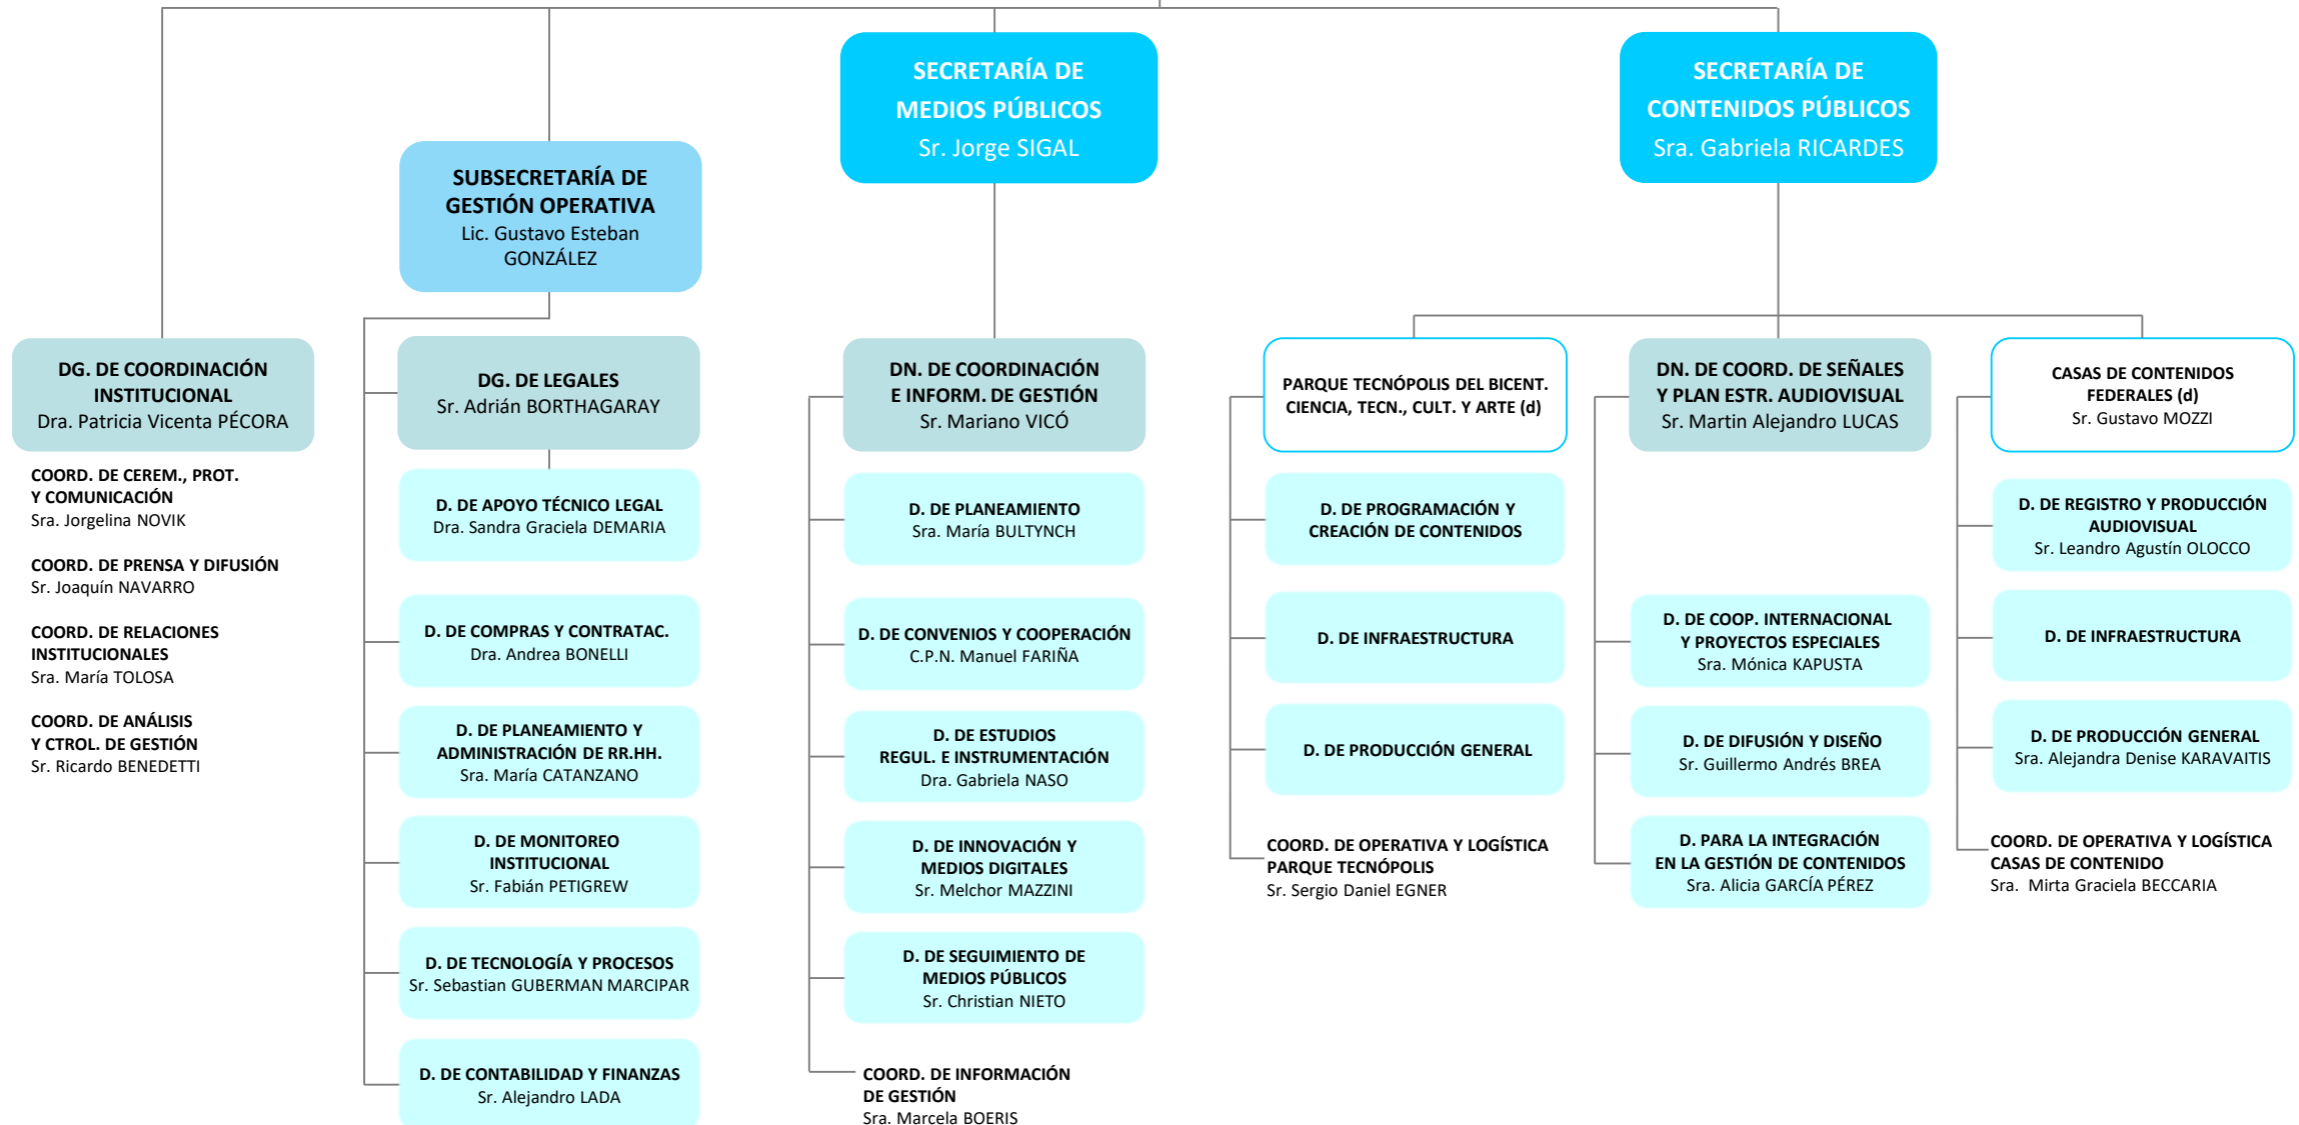 SECRETARÍA DE
MEDIOS PÚBLICOS
Sr. Jorge SIGAL
SECRETARÍA DE
CONTENIDOS PÚBLICOS
Sra. Gabriela RICARDES
SUBSECRETARÍA DE
GESTIÓN OPERATIVA
Lic. Gustavo Esteban
GONZÁLEZ
DG. DE COORDINACIÓN
INSTITUCIONAL
Dra. Patricia Vicenta PÉCORA
COORD. DE CEREM., PROT.
Y COMUNICACIÓN
Sra. Jorgelina NOVIK
COORD. DE PRENSA Y DIFUSIÓN
Sr. Joaquín NAVARRO
COORD. DE RELACIONES
INSTITUCIONALES
Sra. María TOLOSA
COORD. DE ANÁLISIS
Y CTROL. DE GESTIÓN
Sr. Ricardo BENEDETTI
DG. DE LEGALES
Sr. Adrián BORTHAGARAY
D. DE APOYO TÉCNICO LEGAL
Dra. Sandra Graciela DEMARIA
D. DE COMPRAS Y CONTRATAC.
Dra. Andrea BONELLI
D. DE PLANEAMIENTO Y
ADMINISTRACIÓN DE RR.HH.
Sra. María CATANZANO
D. DE MONITOREO
INSTITUCIONAL
Sr. Fabián PETIGREW
D. DE TECNOLOGÍA Y PROCESOS
Sr. Sebastian GUBERMAN MARCIPAR
D. DE CONTABILIDAD Y FINANZAS
Sr. Alejandro LADA
DN. DE COORDINACIÓN
E INFORM. DE GESTIÓN
Sr. Mariano VICÓ
D. DE PLANEAMIENTO
Sra. María BULTYNCH
D. DE CONVENIOS Y COOPERACIÓN
C.P.N. Manuel FARIÑA
D. DE ESTUDIOS
REGUL. E INSTRUMENTACIÓN
Dra. Gabriela NASO
D. DE INNOVACIÓN Y
MEDIOS DIGITALES
Sr. Melchor MAZZINI
D. DE SEGUIMIENTO DE
MEDIOS PÚBLICOS
Sr. Christian NIETO
COORD. DE INFORMACIÓN
DE GESTIÓN
Sra. Marcela BOERIS
PARQUE TECNÓPOLIS DEL BICENT.
CIENCIA, TECN., CULT. Y ARTE (d)
D. DE PROGRAMACIÓN Y
CREACIÓN DE CONTENIDOS
D. DE INFRAESTRUCTURA
D. DE PRODUCCIÓN GENERAL
COORD. DE OPERATIVA Y LOGÍSTICA
PARQUE TECNÓPOLIS
Sr. Sergio Daniel EGNER
DN. DE COORD. DE SEÑALES
Y PLAN ESTR. AUDIOVISUAL
Sr. Martin Alejandro LUCAS
D. DE COOP. INTERNACIONAL
Y PROYECTOS ESPECIALES
Sra. Mónica KAPUSTA
D. DE DIFUSIÓN Y DISEÑO
Sr. Guillermo Andrés BREA
D. PARA LA INTEGRACIÓN
EN LA GESTIÓN DE CONTENIDOS
Sra. Alicia GARCÍA PÉREZ
CASAS DE CONTENIDOS
FEDERALES (d)
Sr. Gustavo MOZZI
D. DE REGISTRO Y PRODUCCIÓN
AUDIOVISUAL
Sr. Leandro Agustín OLOCCO
D. DE INFRAESTRUCTURA
D. DE PRODUCCIÓN GENERAL
Sra. Alejandra Denise KARAVAITIS
COORD. DE OPERATIVA Y LOGÍSTICA
CASAS DE CONTENIDO
Sra. Mirta Graciela BECCARIA